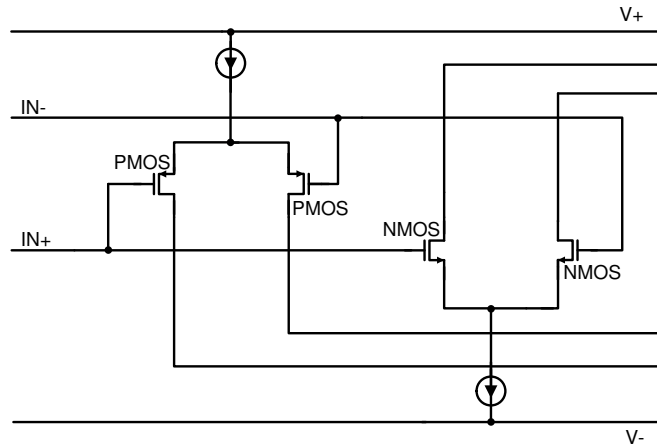 V+
IN-
PMOS
PMOS
NMOS
IN+
NMOS
V-